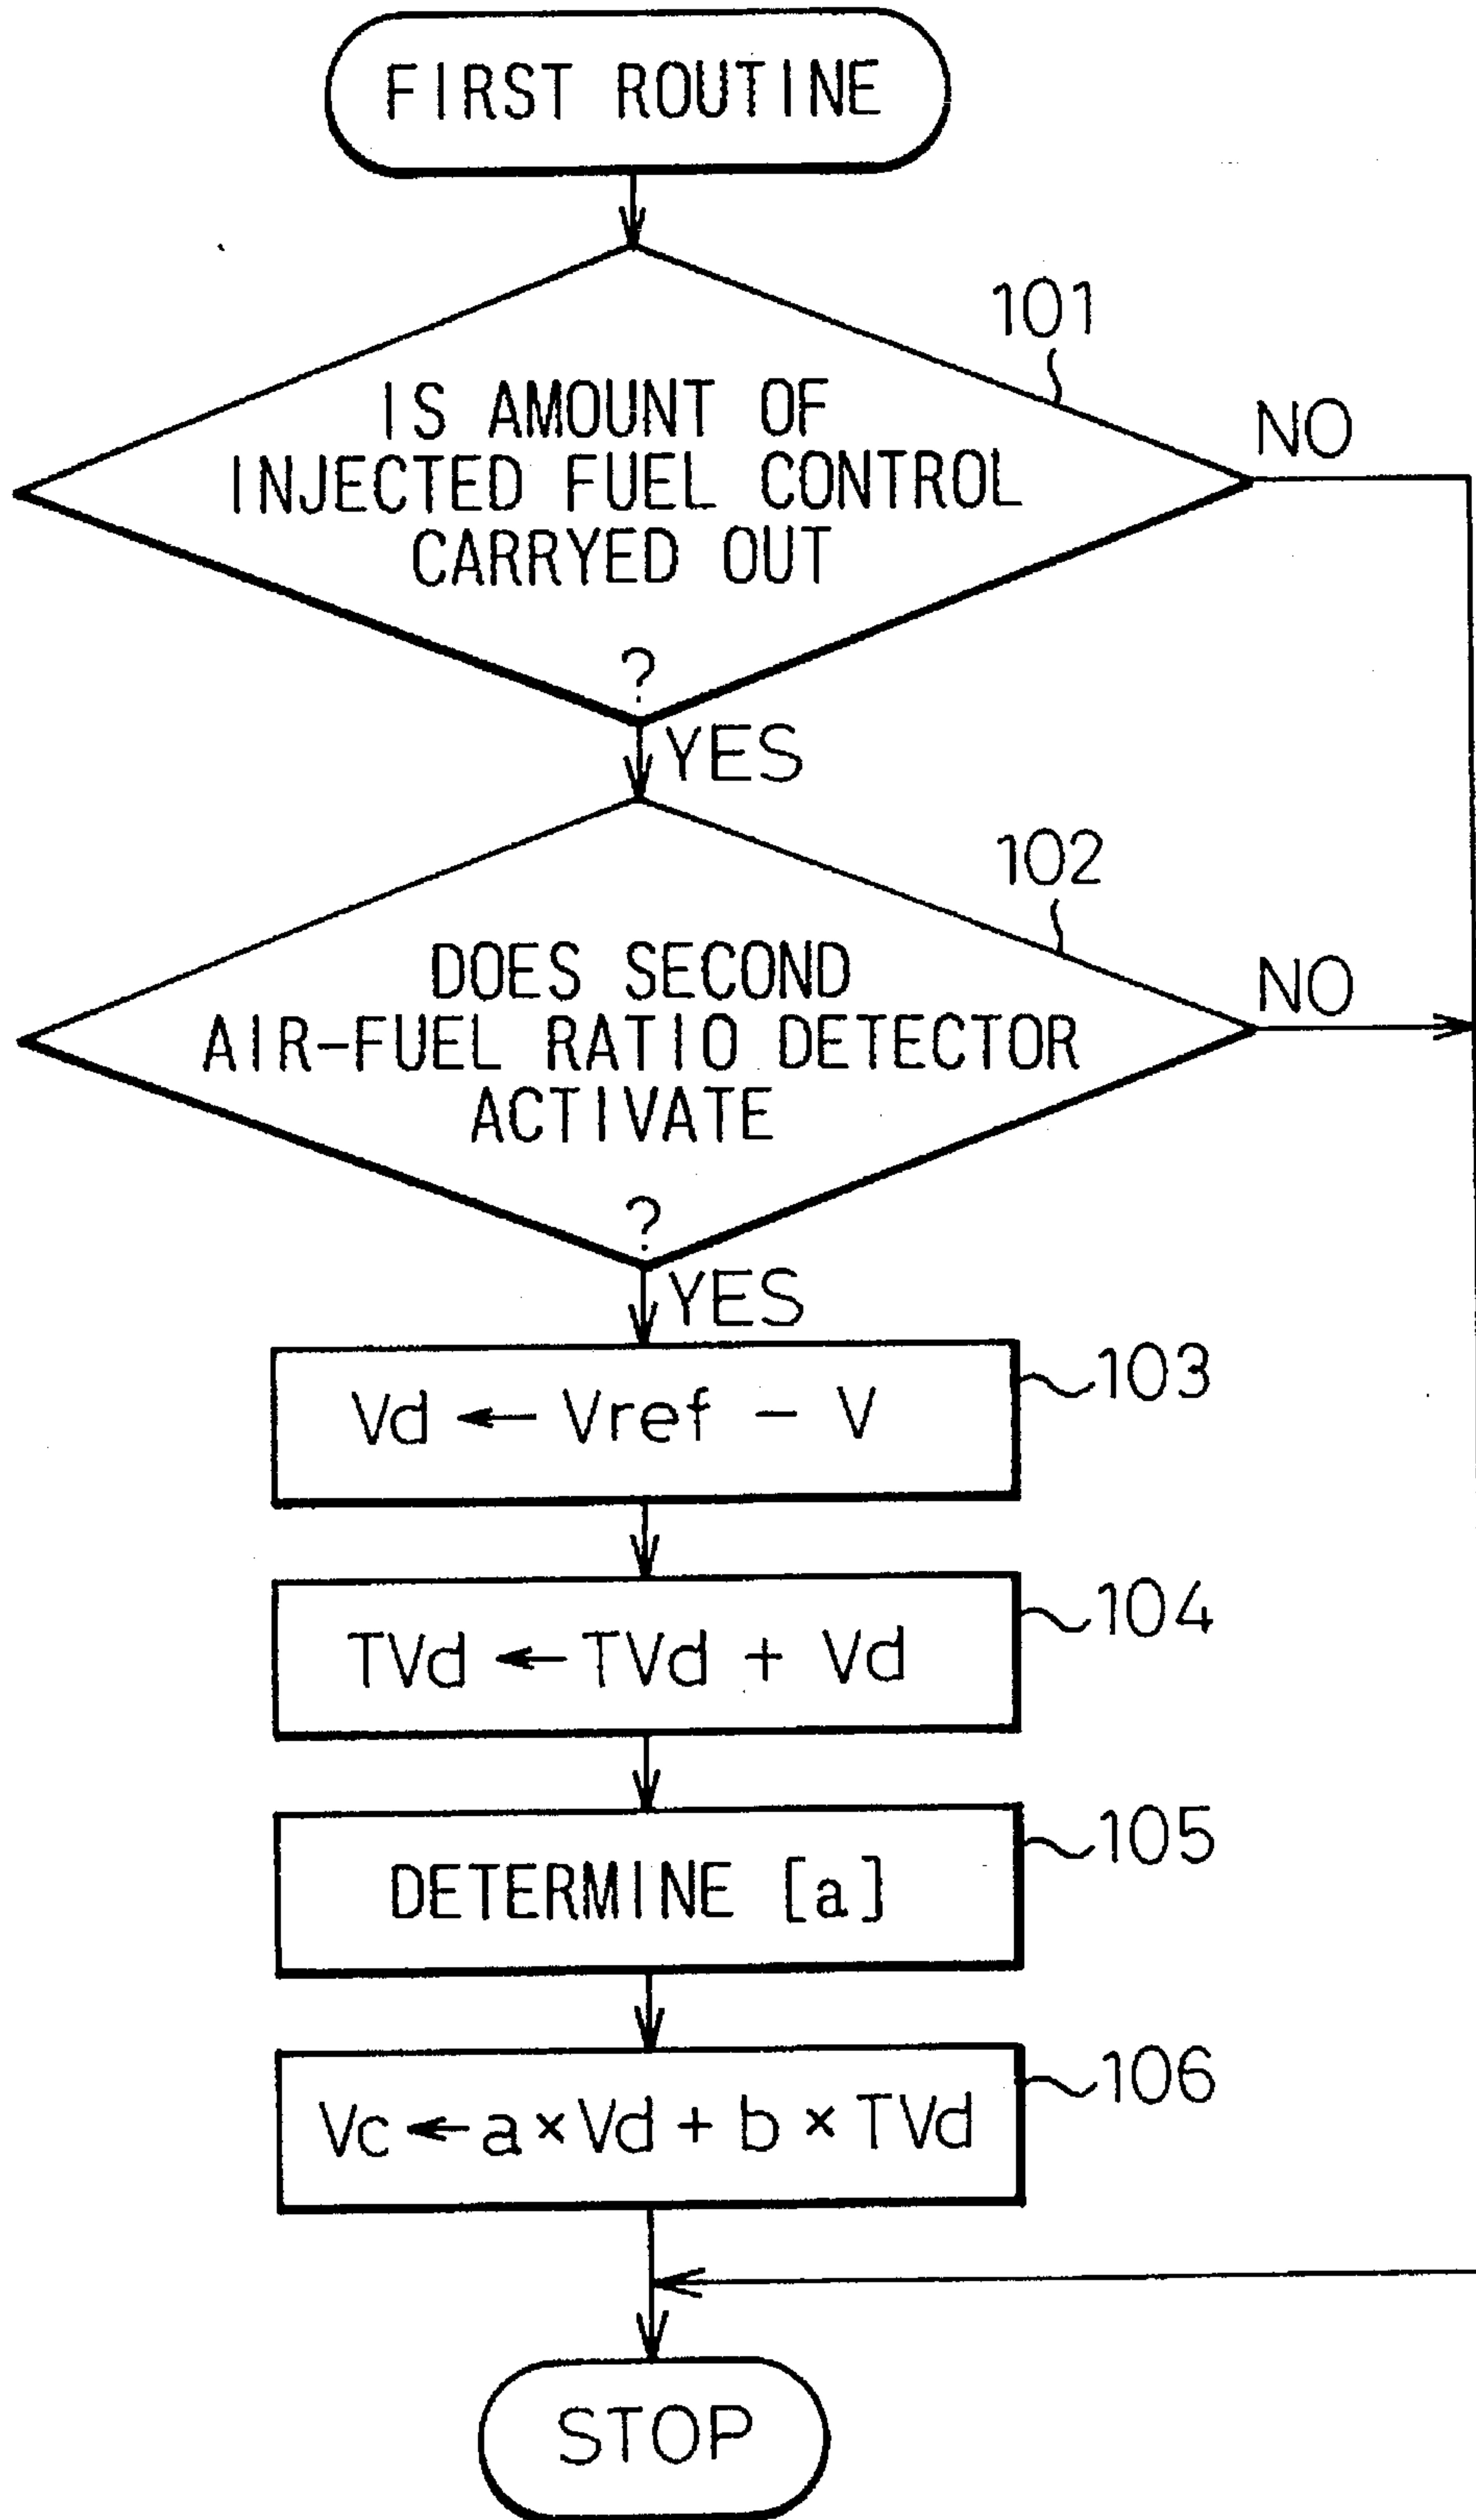 FIRST ROUTINE
101
IS AMOUNT OF
INJECTED FUEL CONTROL
CARRYED OUT
?
NO
YES
102
DOES SECOND
AIR-FUEL RATIO DETECTOR
ACTIVATE
?
NO
YES
Vd ← Vref - V
103
TVd ← TVd + Vd
104
DETERMINE [a]
105
Vc ← a × Vd + b × TVd
106
STOP